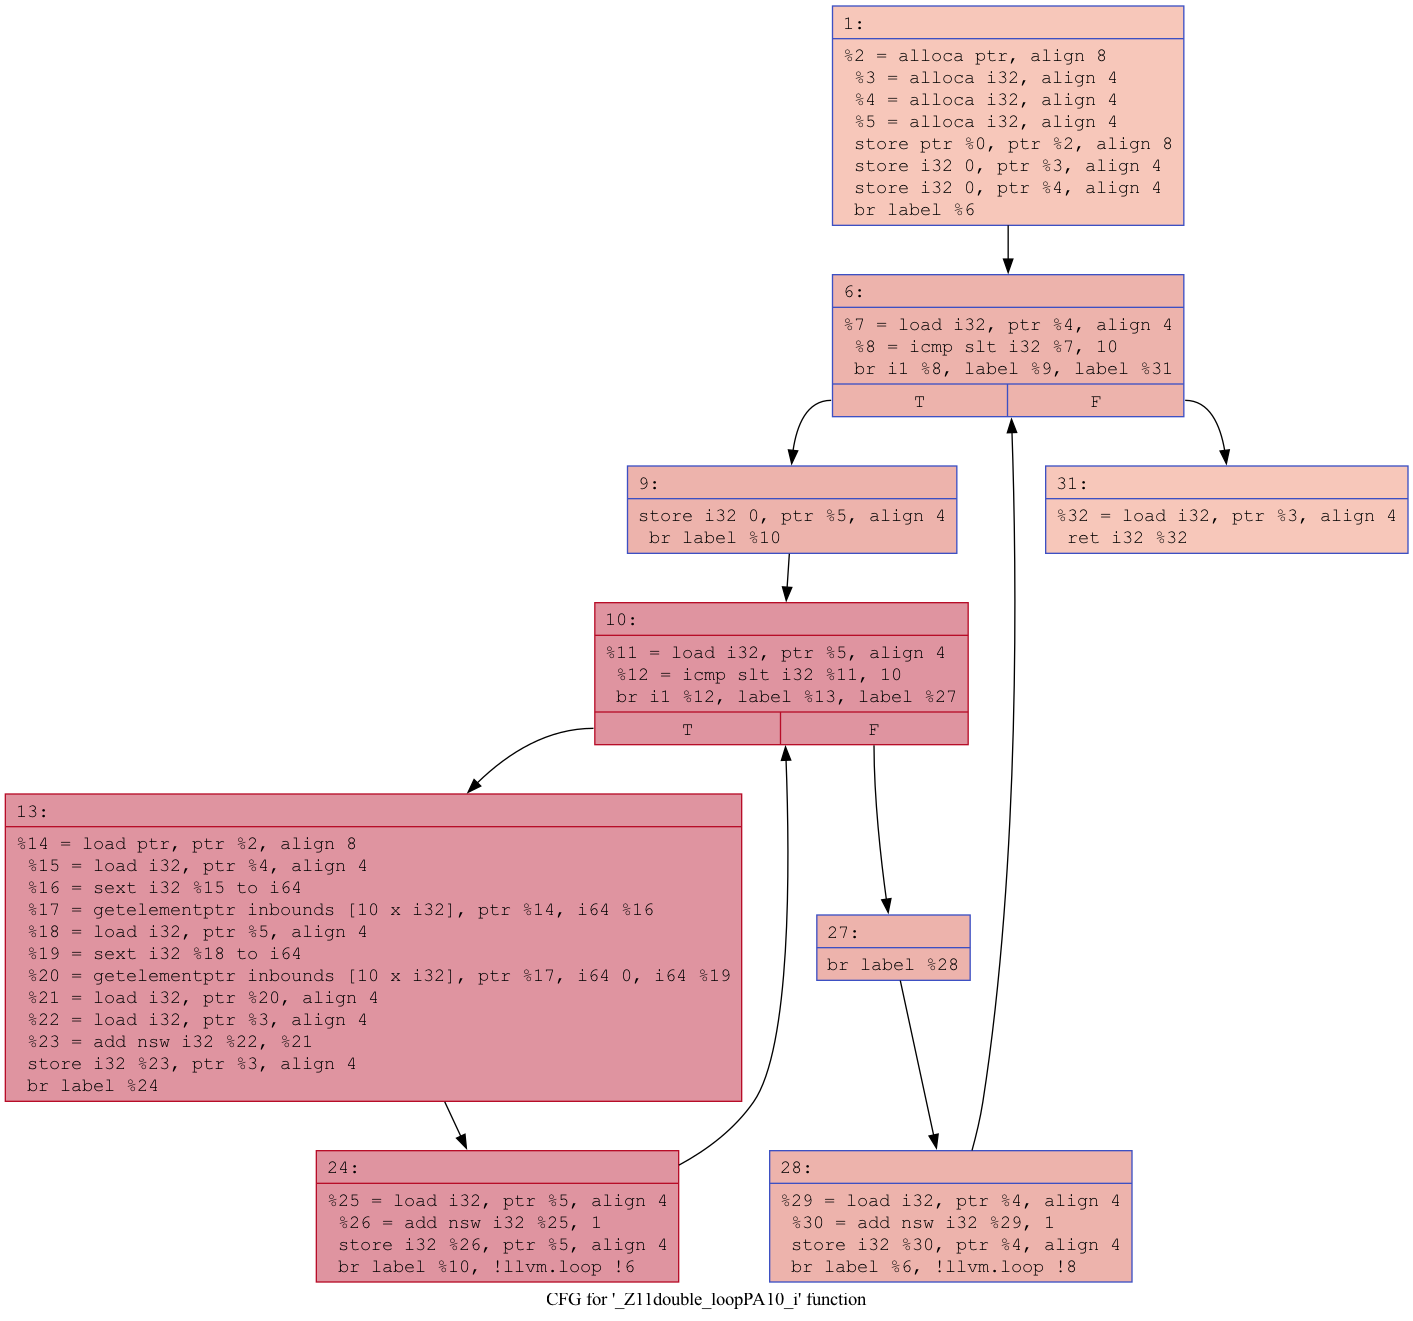 1:
%2 = alloca ptr, align 8
%3 = alloca i32, align 4
%4 = alloca i32, align 4
%5 = alloca i32, align 4
store ptr %0, ptr %2, align 8
store i32 0, ptr %3, align 4
store i32 0, ptr %4, align 4
br label %6
6:
%7 = load i32, ptr %4, align 4
%8 = icmp slt i32 %7, 10
br i1 %8, label %9, label %31
T F
9:
store i32 0, ptr %5, align 4
br label %10
31:
%32 = load i32, ptr %3, align 4
ret i32 %32
10:
%11 = load i32, ptr %5, align 4
%12 = icmp slt i32 %11, 10
br i1 %12, label %13, label %27
T F
13:
%14 = load ptr, ptr %2, align 8
%15 = load i32, ptr %4, align 4
%16 = sext i32 %15 to i64
%17 = getelementptr inbounds [10 x i32], ptr %14, i64 %16
%18 = load i32, ptr %5, align 4
%19 = sext i32 %18 to i64
%20 = getelementptr inbounds [10 x i32], ptr %17, i64 0, i64 %19
%21 = load i32, ptr %20, align 4
%22 = load i32, ptr %3, align 4
%23 = add nsw i32 %22, %21
store i32 %23, ptr %3, align 4
br label %24
27:
br label %28
24:
%25 = load i32, ptr %5, align 4
%26 = add nsw i32 %25, 1
store i32 %26, ptr %5, align 4
br label %10, !llvm.loop !6
28:
%29 = load i32, ptr %4, align 4
%30 = add nsw i32 %29, 1
store i32 %30, ptr %4, align 4
br label %6, !llvm.loop !8
CFG for '_Z11double_loopPA10_i' function